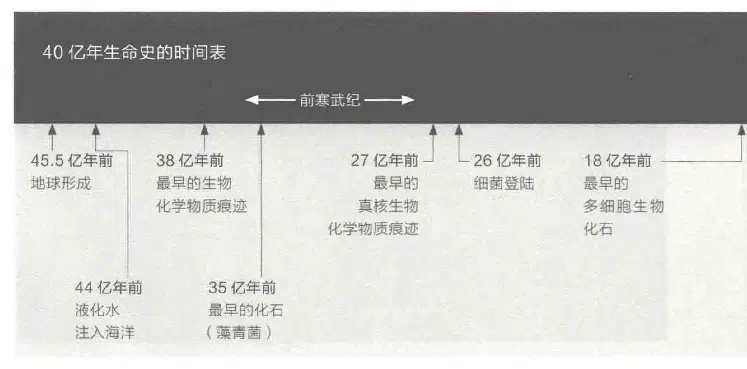 40 亿年生命史的时间表
前寒武纪
45.5 亿年前
地球形成
38 亿年前
最早的生物
化学物质痕迹
27 亿年前
最早的
真核生物
化学物质痕迹
26 亿年前
细菌登陆
18 亿年前
最早的
多细胞生物
化石
44 亿年前
液化水
注入海洋
35 亿年前
最早的化石
（藻青菌）